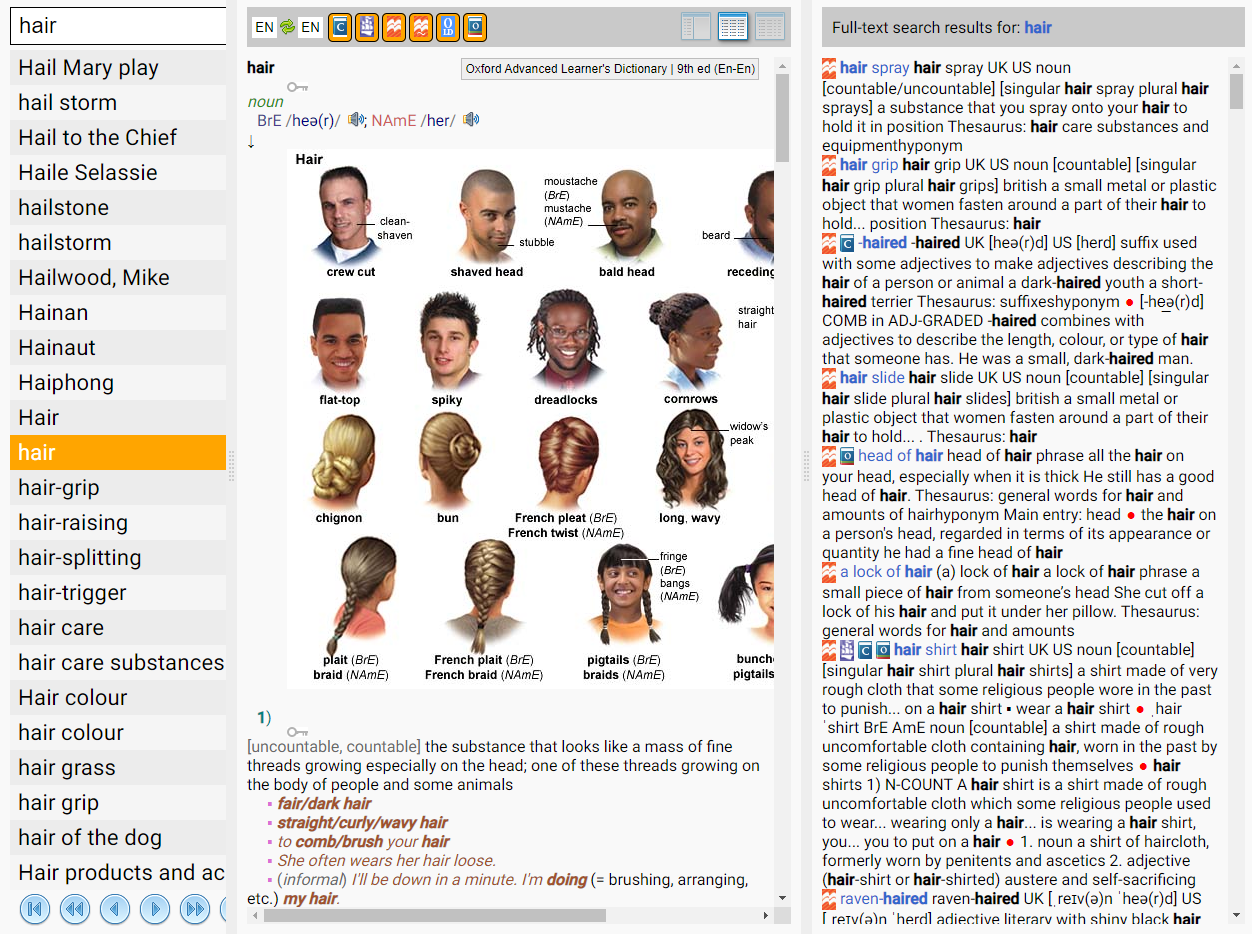 hair
Hail Mary play
hail storm
Hail to the Chief
Haile Selassie
hailstone
hailstorm
Hailwood, Mike
Hainan
Hainaut
Haiphong
Hair
hair
hair-grip
hair-raising
hair-splitting
hair-trigger
hair care
hair care substances
Hair colour
hair colour
hair grass
hair grip
hair of the dog
Hair products and ac
EN EN
hair
Oxford Advanced Learner's Dictionary | 9th ed (En-En)
noun
BrE /heə(r)/ ; NAmE /her/
↓
Hair
clean-
shaven
stubble
moustache
(BrE)
mustache
(NAmE)
beard
crew cut
shaved head
bald head
receding
straight
hair
flat-top
spiky
dreadlocks
cornrows
widow's
peak
chignon
bun
French pleat (BrE)
French twist (NAmE)
long, wavy
fringe
(BrE)
bangs
(NAmE)
plait (BrE)
braid (NAmE)
French plait (BrE)
French braid (NAmE)
pigtails (BrE)
braids (NAmE)
bunche
pigtails
1)
[uncountable, countable] the substance that looks like a mass of fine
threads growing especially on the head; one of these threads growing on
the body of people and some animals
▪ fair/dark hair
▪ straight/curly/wavy hair
▪ to comb/brush your hair
▪ She often wears her hair loose.
▪ (informal) I'll be down in a minute. I'm doing (= brushing, arranging,
etc.) my hair.
Full-text search results for: hair
hair spray hair spray UK US noun
[countable/uncountable] [singular hair spray plural hair
sprays] a substance that you spray onto your hair to
hold it in position Thesaurus: hair care substances and
equipmenthyponym
hair grip hair grip UK US noun [countable] [singular
hair grip plural hair grips] british a small metal or plastic
object that women fasten around a part of their hair to
hold... position Thesaurus: hair
-haired -haired UK [heə(r)d] US [herd] suffix used
with some adjectives to make adjectives describing the
hair of a person or animal a dark-haired youth a short-
haired terrier Thesaurus: suffixeshyponym ● [-heə(r)d]
COMB in ADJ-GRADED -haired combines with
adjectives to describe the length, colour, or type of hair
that someone has. He was a small, dark-haired man.
hair slide hair slide UK US noun [countable] [singular
hair slide plural hair slides] british a small metal or
plastic object that women fasten around a part of their
hair to hold... . Thesaurus: hair
head of hair head of hair phrase all the hair on
your head, especially when it is thick He still has a good
head of hair. Thesaurus: general words for hair and
amounts of hairhyponym Main entry: head ● the hair on
a person's head, regarded in terms of its appearance or
quantity he had a fine head of hair
a lock of hair (a) lock of hair a lock of hair phrase a
small piece of hair from someone's head She cut off a
lock of his hair and put it under her pillow. Thesaurus:
general words for hair and amounts
hair shirt hair shirt UK US noun [countable]
[singular hair shirt plural hair shirts] a shirt made of very
rough cloth that some religious people wore in the past
to punish... on a hair shirt ▪ wear a hair shirt ● ˌhair
ˈshirt BrE AmE noun [countable] a shirt made of rough
uncomfortable cloth containing hair, worn in the past by
some religious people to punish themselves ● hair
shirts 1) N-COUNT A hair shirt is a shirt made of rough
uncomfortable cloth which some religious people used
to wear... wearing only a hair... is wearing a hair shirt,
you... you to put on a hair ● 1. noun a shirt of haircloth,
formerly worn by penitents and ascetics 2. adjective
(hair-shirt or hair-shirted) austere and self-sacrificing
raven-haired raven-haired UK [ˌreɪv(ə)n ˈheə(r)d] US
[ˌreɪv(ə)n ˈherd] adjective literary with shiny black hair